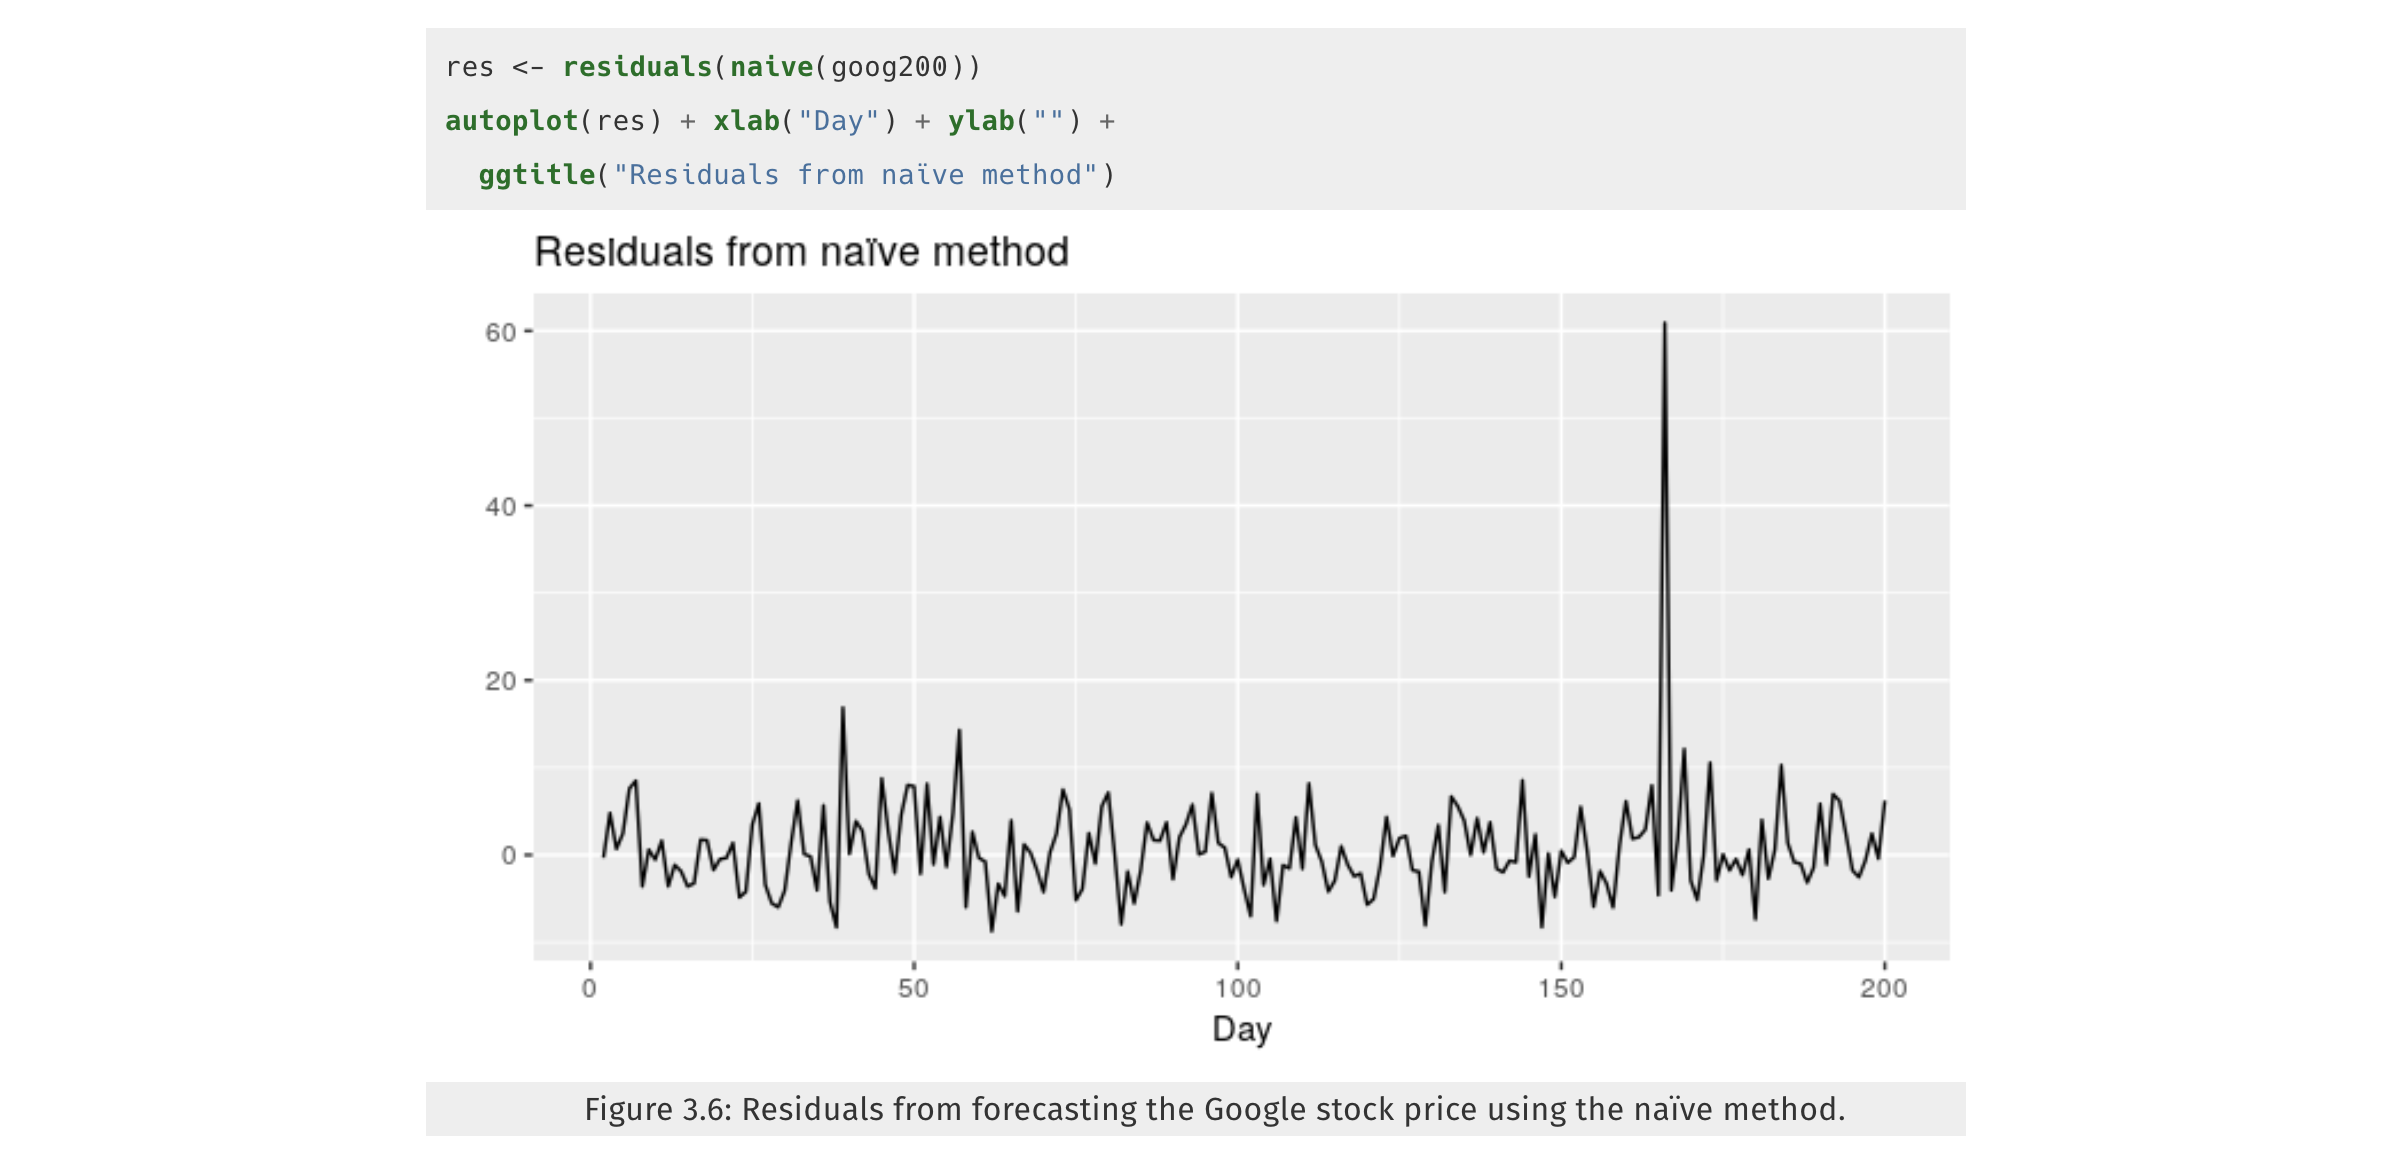 res <- residuals(naive(goog200))
autoplot(res) + xlab("Day") + ylab("") +
  ggtitle("Residuals from naïve method")
Residuals from naïve method
60
40
20
0
0 50 100 150 200
Day
Figure 3.6: Residuals from forecasting the Google stock price using the naïve method.